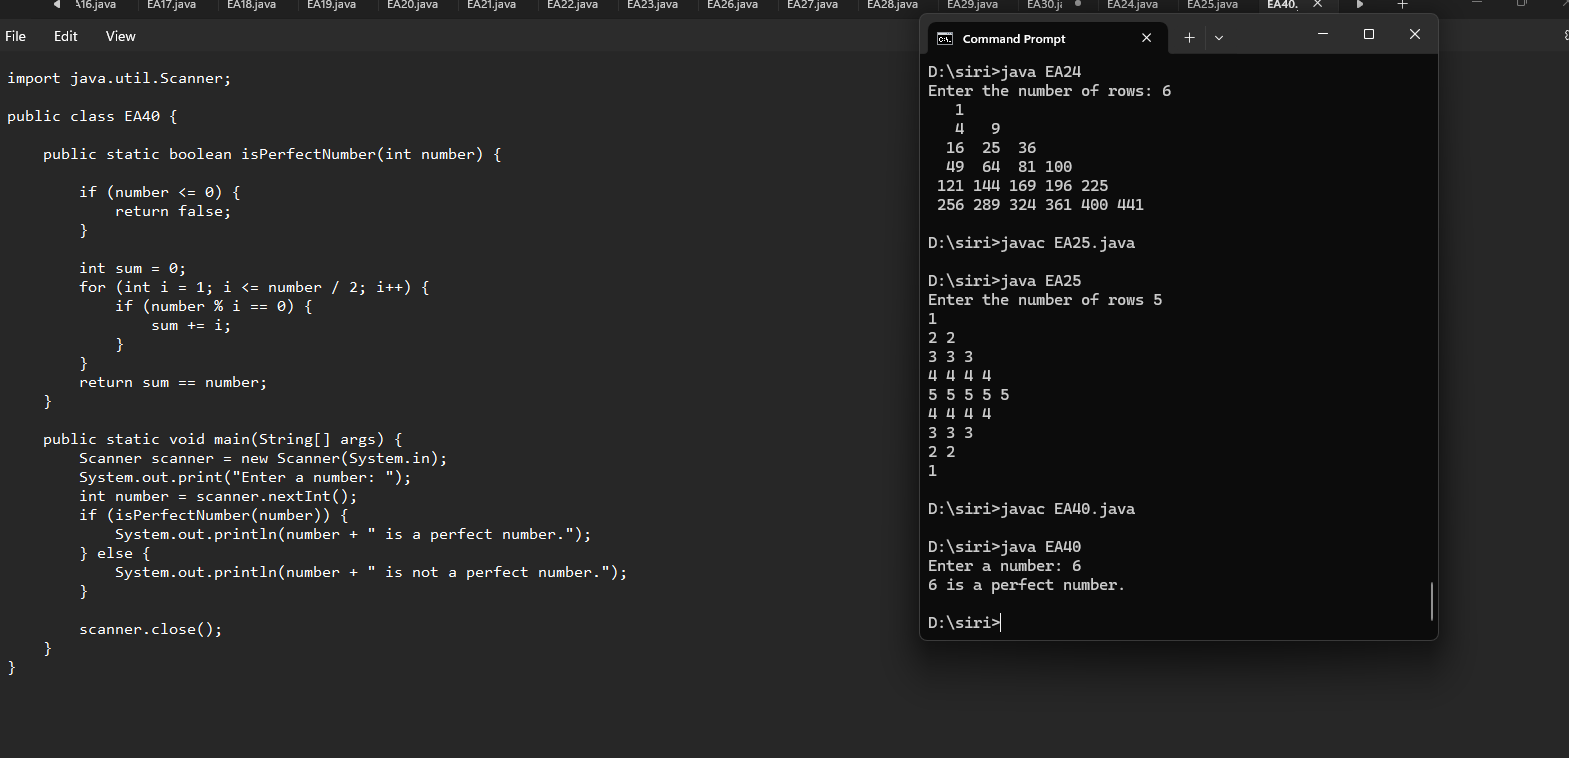 A16.java EA17.java EA18.java EA19.java EA20.java EA21.java EA22.java EA23.java EA26.java EA27.java EA28.java EA29.java EA30.j EA24.java EA25.java EA40.
File Edit View
import java.util.Scanner;
public class EA40 {
public static boolean isPerfectNumber(int number) {
if (number <= 0) {
return false;
}
int sum = 0;
for (int i = 1; i <= number / 2; i++) {
if (number % i == 0) {
sum += i;
}
}
return sum == number;
}
public static void main(String[] args) {
Scanner scanner = new Scanner(System.in);
System.out.print("Enter a number: ");
int number = scanner.nextInt();
if (isPerfectNumber(number)) {
System.out.println(number + " is a perfect number.");
} else {
System.out.println(number + " is not a perfect number.");
}
scanner.close();
}
}
Command Prompt
D:\siri>java EA24
Enter the number of rows: 6
1
4 9
16 25 36
49 64 81 100
121 144 169 196 225
256 289 324 361 400 441
D:\siri>javac EA25.java
D:\siri>java EA25
Enter the number of rows 5
1
2 2
3 3 3
4 4 4 4
5 5 5 5 5
4 4 4 4
3 3 3
2 2
1
D:\siri>javac EA40.java
D:\siri>java EA40
Enter a number: 6
6 is a perfect number.
D:\siri>